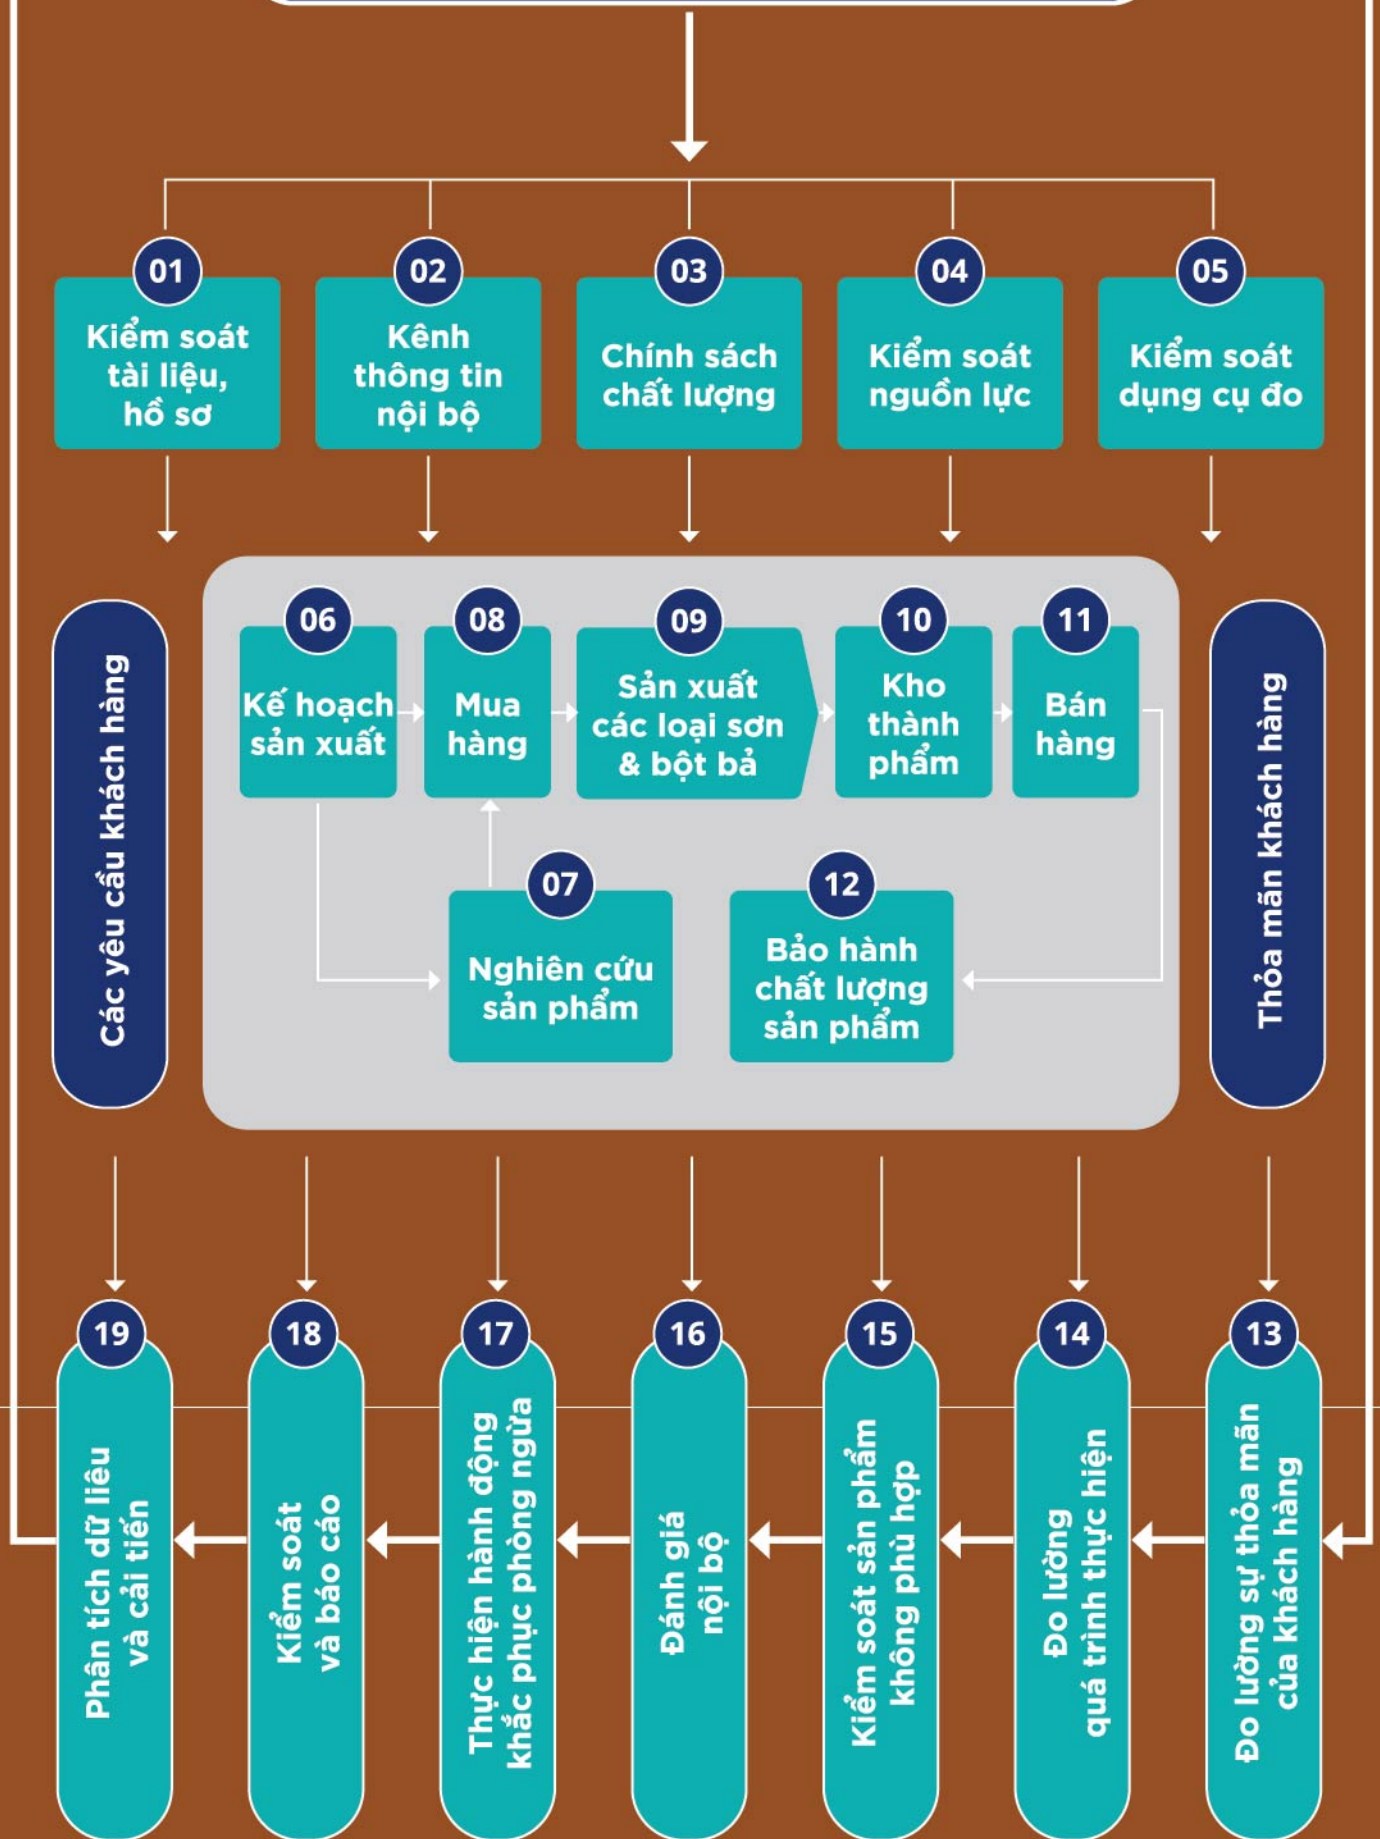 01
Kiểm soát
tài liệu,
hồ sơ
02
Kênh
thông tin
nội bộ
03
Chính sách
chất lượng
04
Kiểm soát
nguồn lực
05
Kiểm soát
dụng cụ đo
Các yêu cầu khách hàng
06
Kế hoạch
sản xuất
08
Mua
hàng
09
Sản xuất
các loại sơn
& bột bả
10
Kho
thành
phẩm
11
Bán
hàng
07
Nghiên cứu
sản phẩm
12
Bảo hành
chất lượng
sản phẩm
Thỏa mãn khách hàng
19
Phân tích dữ liêu
và cải tiến
18
Kiểm soát
và báo cáo
17
Thực hiện hành động
khắc phục phòng ngừa
16
Đánh giá
nội bộ
15
Kiểm soát sản phẩm
không phù hợp
14
Đo lường
quá trình thực hiện
13
Đo lường sự thỏa mãn
của khách hàng